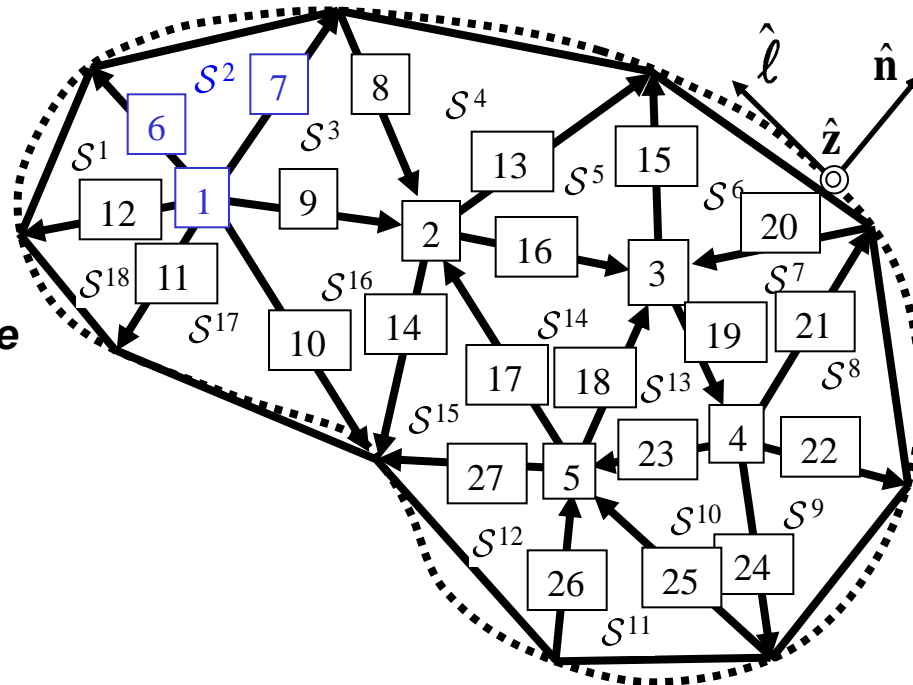 ℓ̂
n̂
S² 7 8
6 S⁴
S³ ẑ
S¹ 13 15
S⁵
12 1 9 S⁶
20
2 16
3
S¹⁸ 11 S¹⁶ S⁷
S¹⁷ 14 19 21
e 10 S¹⁴
17 18 S¹³ S⁸
S¹⁵
4
27 5 23 22
S¹² S¹⁰ S⁹
26 25 24
S¹¹